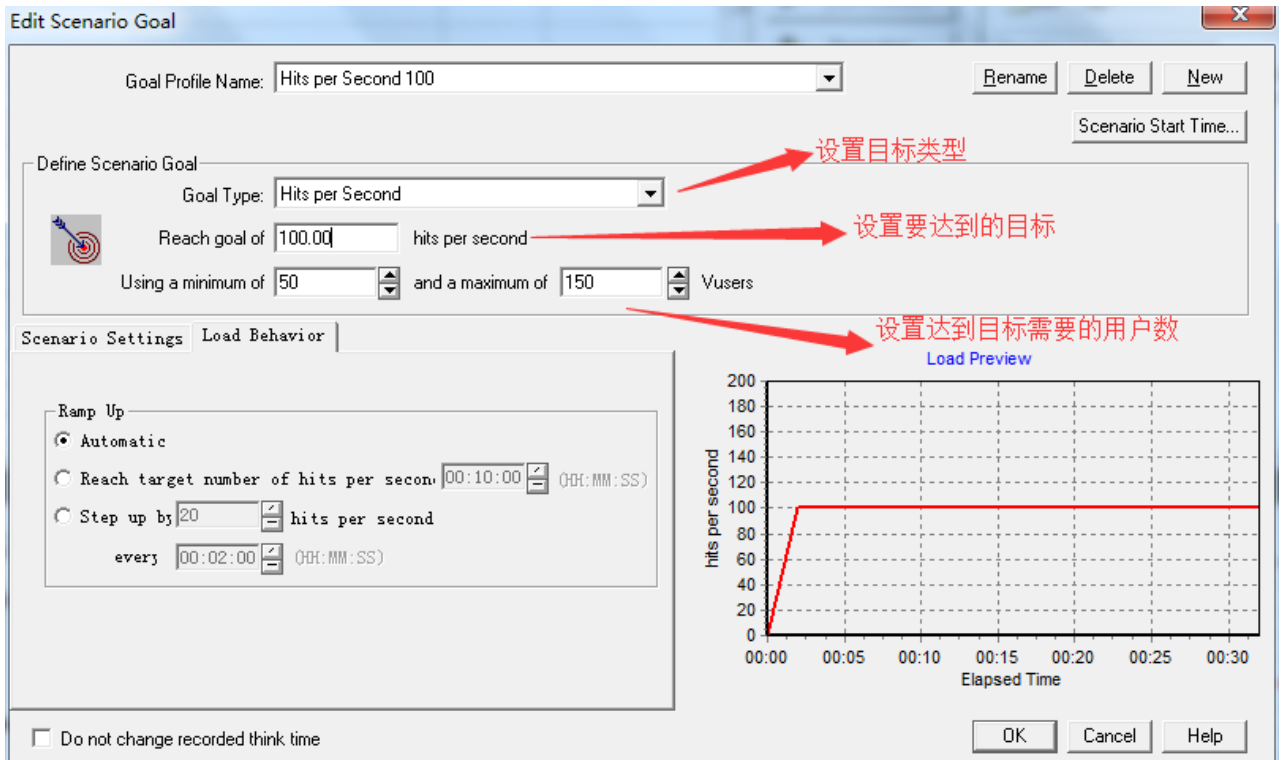 Edit Scenario Goal
Goal Profile Name: Hits per Second 100
Rename Delete New
Scenario Start Time...
设置目标类型
Define Scenario Goal
Goal Type: Hits per Second
设置要达到的目标
Reach goal of 100.00 hits per second
Using a minimum of 50 and a maximum of 150 Vusers
设置达到目标需要的用户数
Scenario Settings Load Behavior
Load Preview
Ramp Up
Automatic
Reach target number of hits per secon 00:10:00 (HH:MM:SS)
Step up by 20 hits per second
every 00:02:00 (HH:MM:SS)
200
180
160
140
120
100
80
60
40
20
0
hits per second
00:00 00:05 00:10 00:15 00:20 00:25 00:30
Elapsed Time
Do not change recorded think time
OK Cancel Help